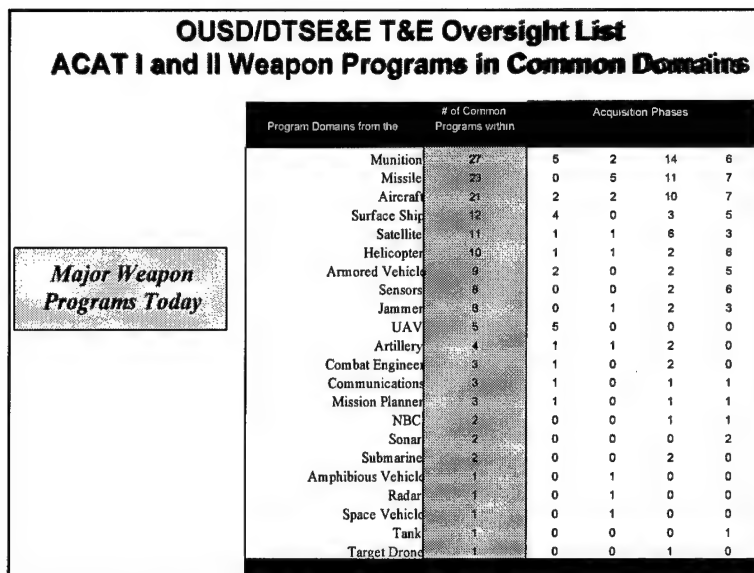 OUSD/DTSE&E T&E Oversight List
ACAT I and II Weapon Programs in Common Domains
Program Domains from the # of Common Programs within Acquisition Phases
Major Weapon
Programs Today
Munition 27 5 2 14 6
Missile 23 0 5 11 7
Aircraft 21 2 2 10 7
Surface Ship 12 4 0 3 5
Satellite 11 1 1 6 3
Helicopter 10 1 1 2 6
Armored Vehicle 9 2 0 2 5
Sensors 8 0 0 2 6
Jammer 6 0 1 2 3
UAV 5 5 0 0 0
Artillery 4 1 1 2 0
Combat Engineer 3 1 0 2 0
Communications 3 1 0 1 1
Mission Planner 3 1 0 1 1
NBC 2 0 0 1 1
Sonar 2 0 0 0 2
Submarine 2 0 0 2 0
Amphibious Vehicle 1 0 1 0 0
Radar 1 0 1 0 0
Space Vehicle 1 0 1 0 0
Tank 1 0 0 0 1
Target Drone 1 0 0 1 0